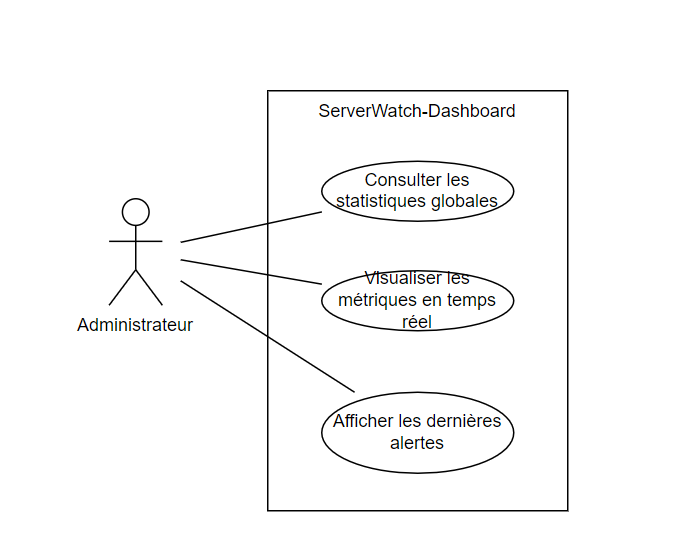 ServerWatch-Dashboard
Consulter les
statistiques globales
Visualiser les
métriques en temps
réel
Administrateur
Afficher les dernières
alertes